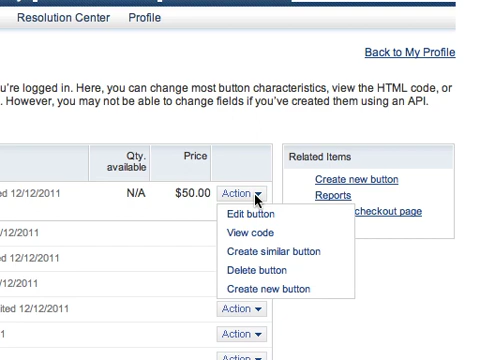 Resolution Center Profile
Back to My Profile
u're logged in. Here, you can change most button characteristics, view the HTML code, or
. However, you may not be able to change fields if you've created them using an API.
Qty. available Price
Related Items
Create new button
Reports
checkout page
ed 12/12/2011 N/A $50.00 Action
Edit button
View code
Create similar button
Delete button
Create new button
/12/2011
ed 12/12/2011
/12/2011
ited 12/12/2011 Action
1 Action
Action